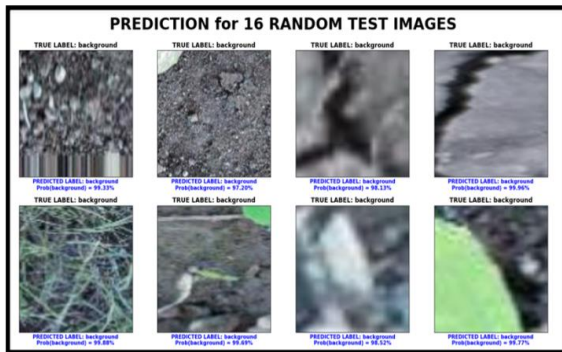 PREDICTION for 16 RANDOM TEST IMAGES
TRUE LABEL: background
TRUE LABEL: background
TRUE LABEL: background
TRUE LABEL: background
PREDICTED LABEL: background
Prob(background) = 99.33%
PREDICTED LABEL: background
Prob(background) = 97.20%
PREDICTED LABEL: background
Prob(background) = 98.13%
PREDICTED LABEL: background
Prob(background) = 99.96%
TRUE LABEL: background
TRUE LABEL: background
TRUE LABEL: background
TRUE LABEL: background
PREDICTED LABEL: background
Prob(background) = 99.88%
PREDICTED LABEL: background
Prob(background) = 99.69%
PREDICTED LABEL: background
Prob(background) = 98.52%
PREDICTED LABEL: background
Prob(background) = 99.77%